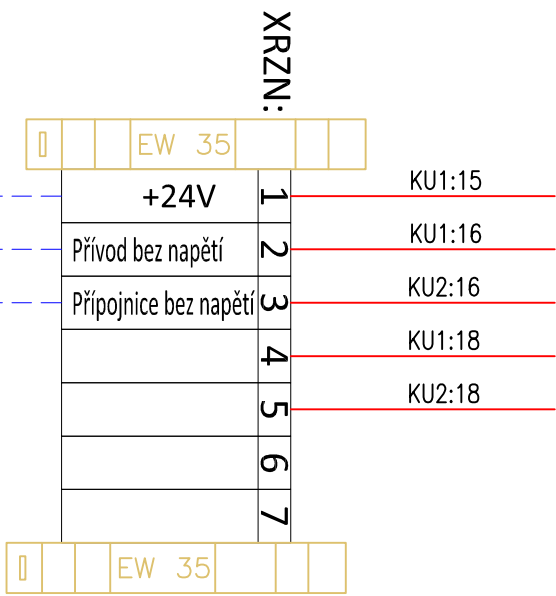 XRZN:
EW 35
+24V 1 KU1:15
Přívod bez napětí 2 KU1:16
Přípojnice bez napětí 3 KU2:16
4 KU1:18
5 KU2:18
6
7
EW 35